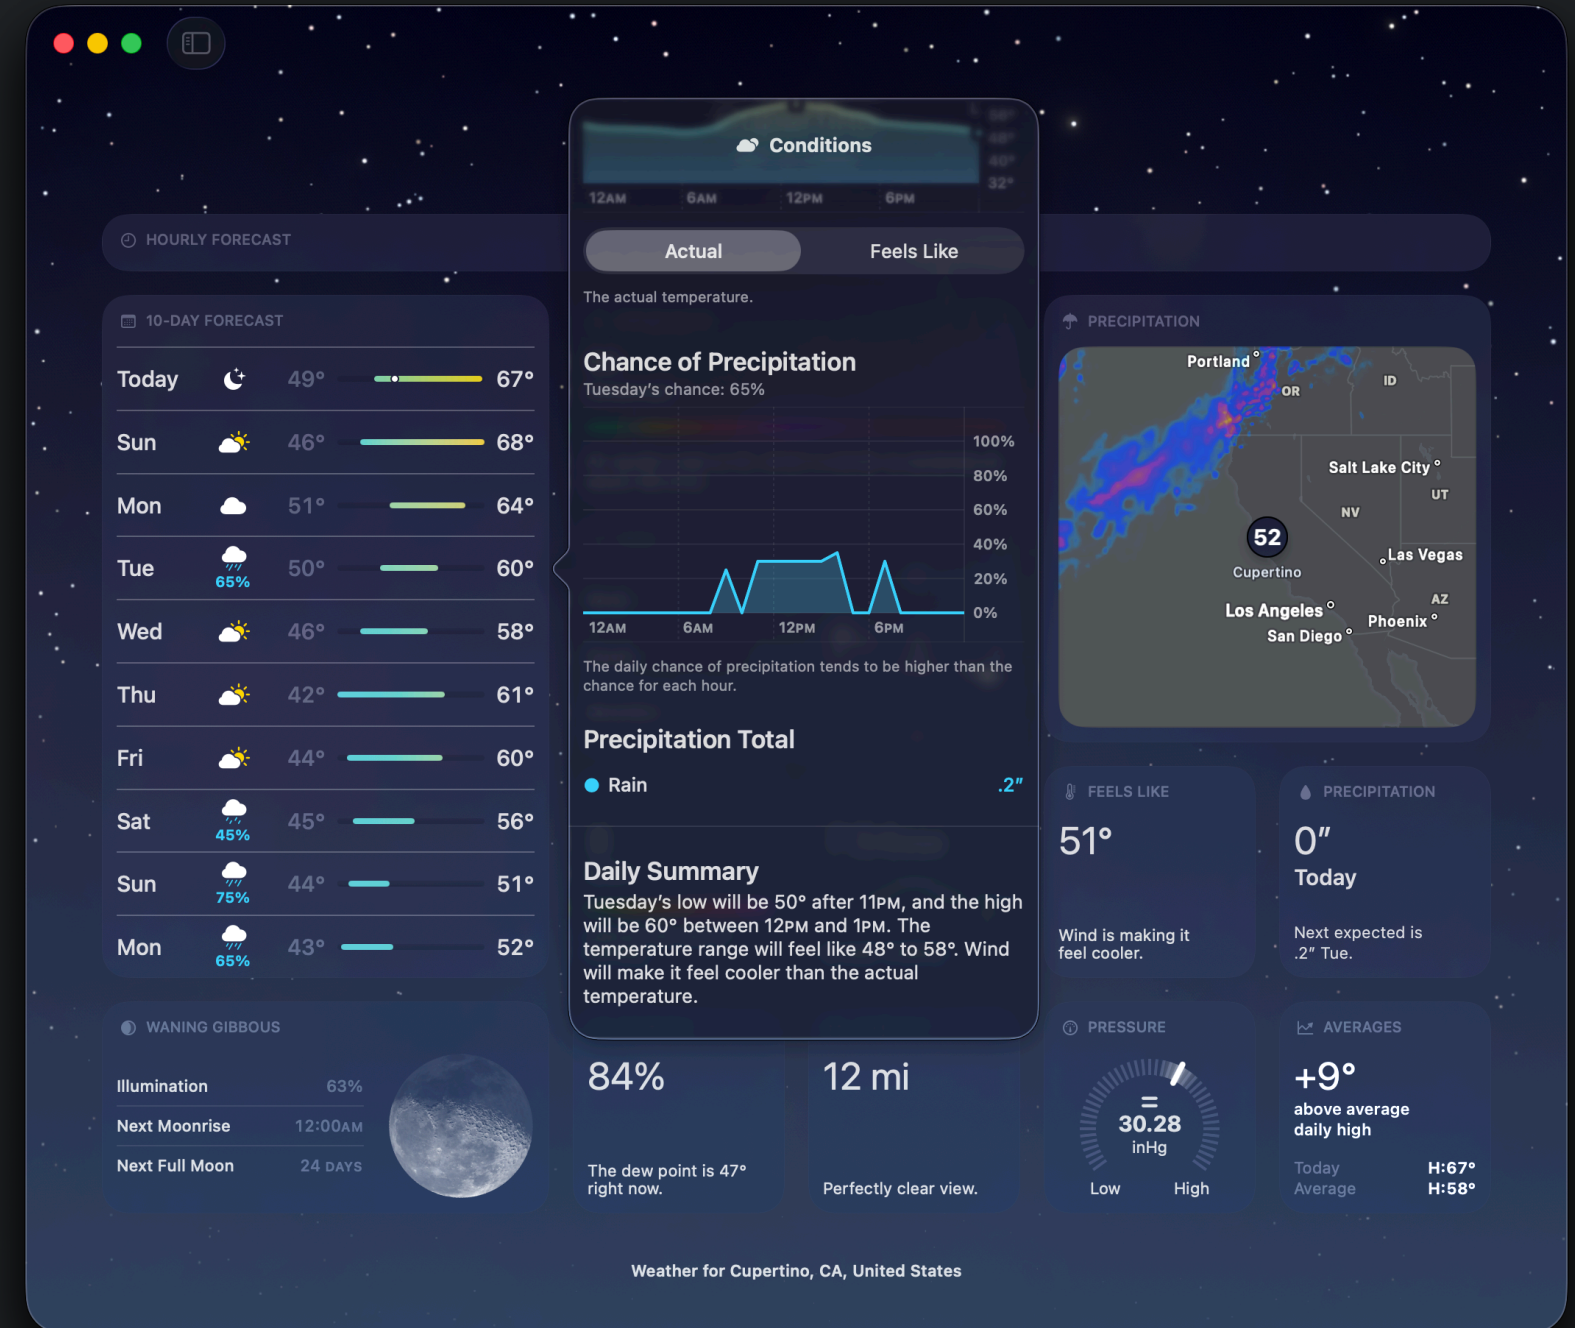 Conditions
12AM 6AM 12PM 6PM
40°
32°
Actual Feels Like
The actual temperature.
Chance of Precipitation
Tuesday's chance: 65%
100%
80%
60%
40%
20%
0%
12AM 6AM 12PM 6PM
The daily chance of precipitation tends to be higher than the
chance for each hour.
Precipitation Total
Rain .2"
Daily Summary
Tuesday's low will be 50° after 11PM, and the high
will be 60° between 12PM and 1PM. The
temperature range will feel like 48° to 58°. Wind
will make it feel cooler than the actual
temperature.
HOURLY FORECAST
10-DAY FORECAST
Today 49° 67°
Sun 46° 68°
Mon 51° 64°
Tue 65% 50° 60°
Wed 46° 58°
Thu 42° 61°
Fri 44° 60°
Sat 45% 45° 56°
Sun 75% 44° 51°
Mon 65% 43° 52°
PRECIPITATION
Portland
OR
ID
Salt Lake City
UT
NV
52
Cupertino
Las Vegas
Los Angeles
AZ
Phoenix
San Diego
FEELS LIKE
51°
Wind is making it
feel cooler.
PRECIPITATION
0"
Today
Next expected is
.2" Tue.
WANING GIBBOUS
Illumination 63%
Next Moonrise 12:00AM
Next Full Moon 24 DAYS
84%
The dew point is 47°
right now.
12 mi
Perfectly clear view.
PRESSURE
=
30.28
inHg
Low High
AVERAGES
+9°
above average
daily high
Today H:67°
Average H:58°
Weather for Cupertino, CA, United States